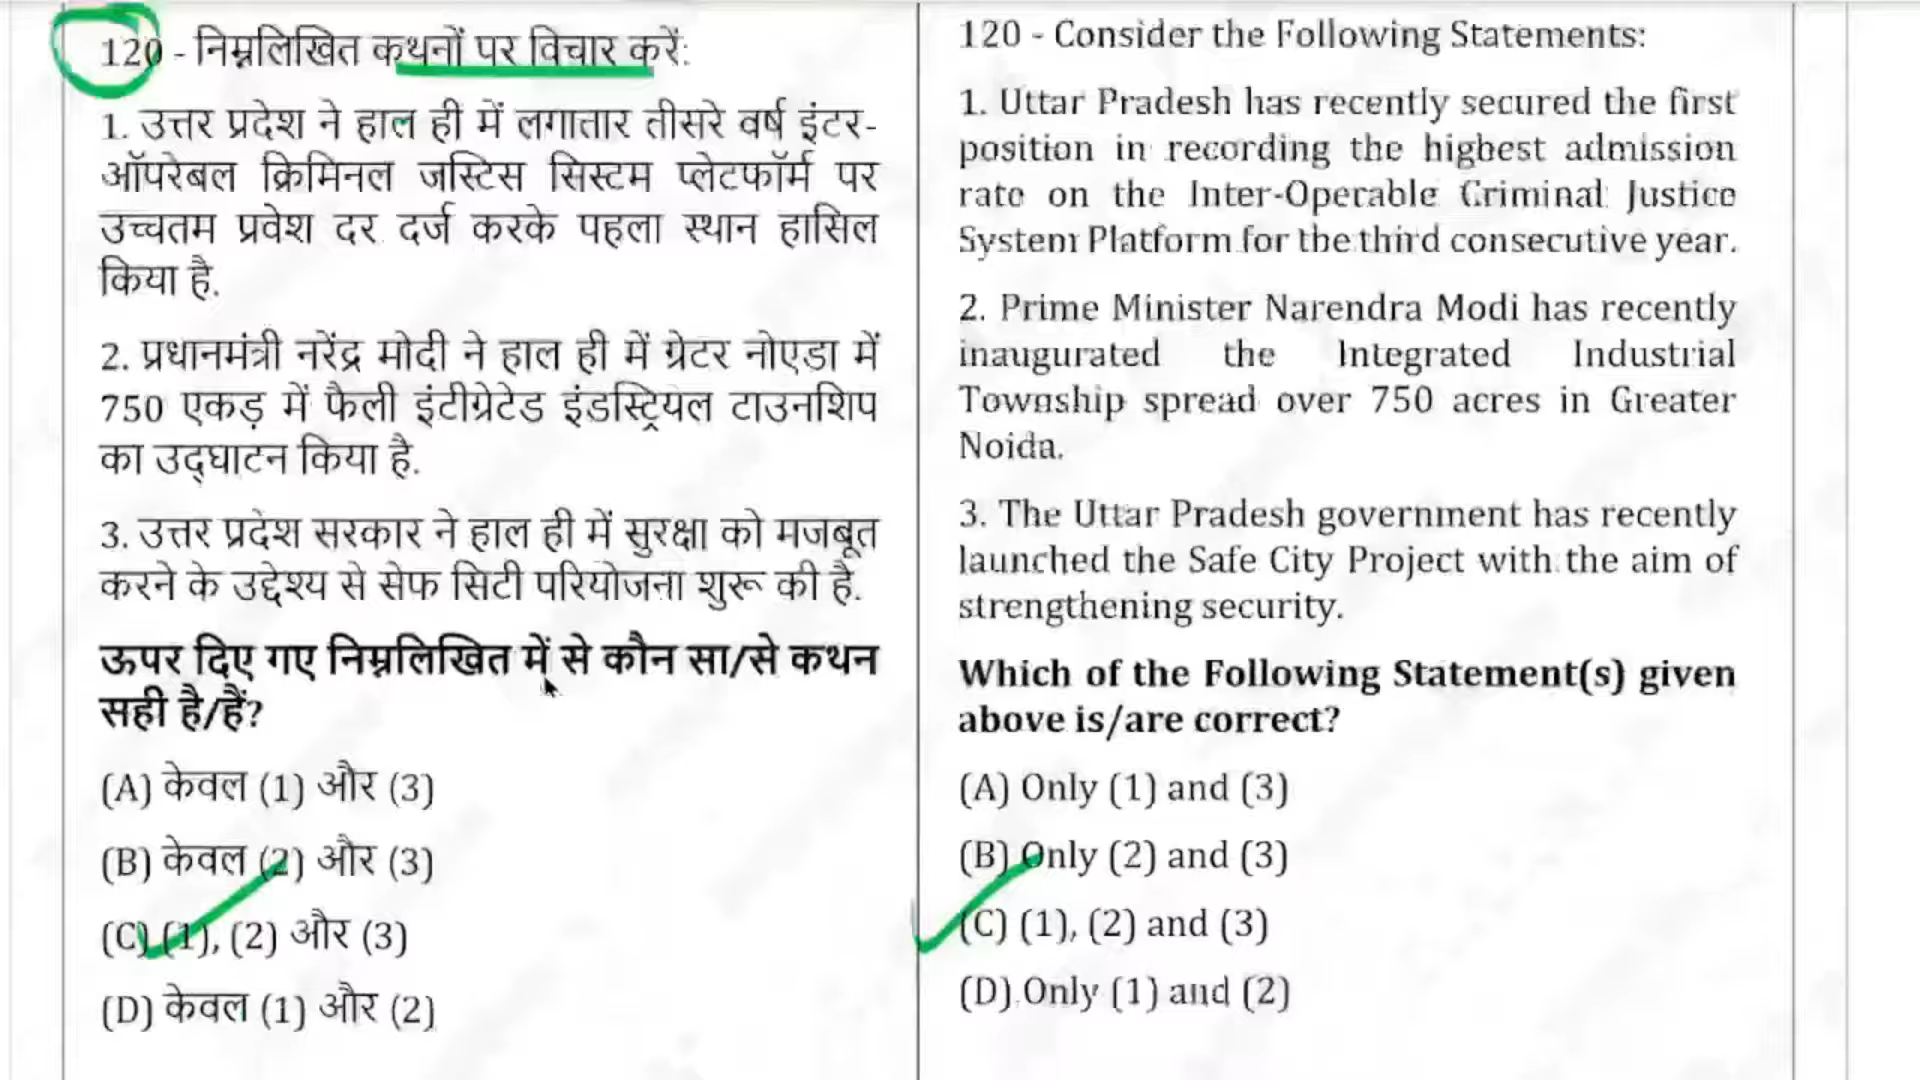 120 - निम्नलिखित कथनों पर विचार करें:
1. उत्तर प्रदेश ने हाल ही में लगातार तीसरे वर्ष इंटर-
ऑपरेबल क्रिमिनल जस्टिस सिस्टम प्लेटफॉर्म पर
उच्चतम प्रवेश दर दर्ज करके पहला स्थान हासिल
किया है.
2. प्रधानमंत्री नरेंद्र मोदी ने हाल ही में ग्रेटर नोएडा में
750 एकड़ में फैली इंटीग्रेटेड इंडस्ट्रियल टाउनशिप
का उद्घाटन किया है.
3. उत्तर प्रदेश सरकार ने हाल ही में सुरक्षा को मजबूत
करने के उद्देश्य से सेफ सिटी परियोजना शुरू की है.
ऊपर दिए गए निम्नलिखित में से कौन सा/से कथन
सही है/हैं?
(A) केवल (1) और (3)
(B) केवल (2) और (3)
(C) (1), (2) और (3)
(D) केवल (1) और (2)
120 - Consider the Following Statements:
1. Uttar Pradesh has recently secured the first
position in recording the highest admission
rate on the Inter-Operable Criminal Justice
System Platform for the third consecutive year.
2. Prime Minister Narendra Modi has recently
inaugurated the Integrated Industrial
Township spread over 750 acres in Greater
Noida.
3. The Uttar Pradesh government has recently
launched the Safe City Project with the aim of
strengthening security.
Which of the Following Statement(s) given
above is/are correct?
(A) Only (1) and (3)
(B) Only (2) and (3)
(C) (1), (2) and (3)
(D) Only (1) and (2)